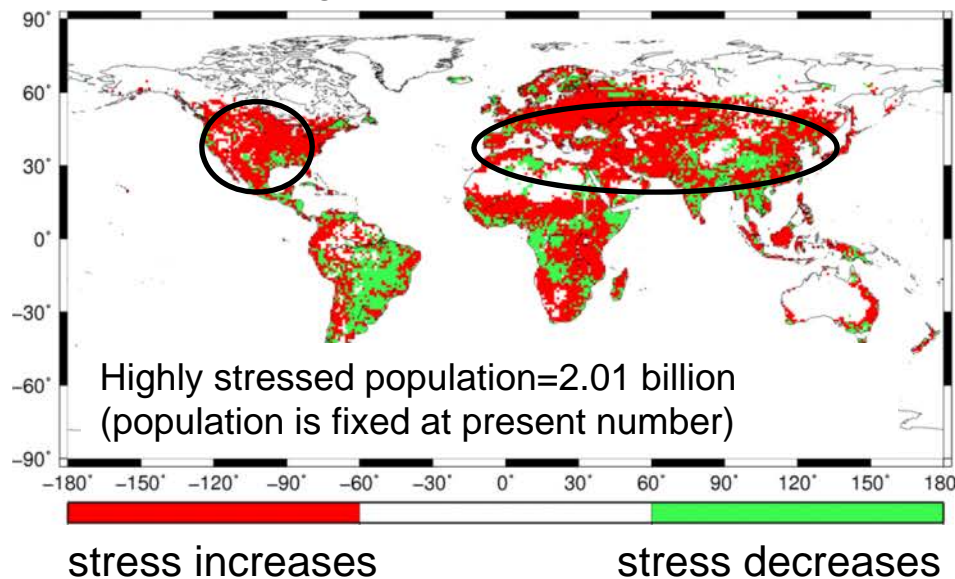 90˚
60˚
30˚
0˚
−30˚
−60˚
−90˚
Highly stressed population=2.01 billion
(population is fixed at present number)
−180 −150˚ −120˚ −90˚ −60˚ −30˚ 0˚ 30˚ 60˚ 90˚ 120˚ 150˚ 180
stress increases stress decreases